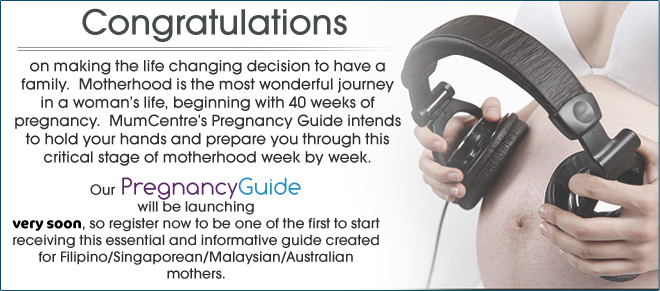 Congratulations
on making the life changing decision to have a
family. Motherhood is the most wonderful journey
in a woman's life, beginning with 40 weeks of
pregnancy. MumCentre's Pregnancy Guide intends
to hold your hands and prepare you through this
critical stage of motherhood week by week.
Our PregnancyGuide
will be launching
very soon, so register now to be one of the first to start
receiving this essential and informative guide created
for Filipino/Singaporean/Malaysian/Australian
mothers.